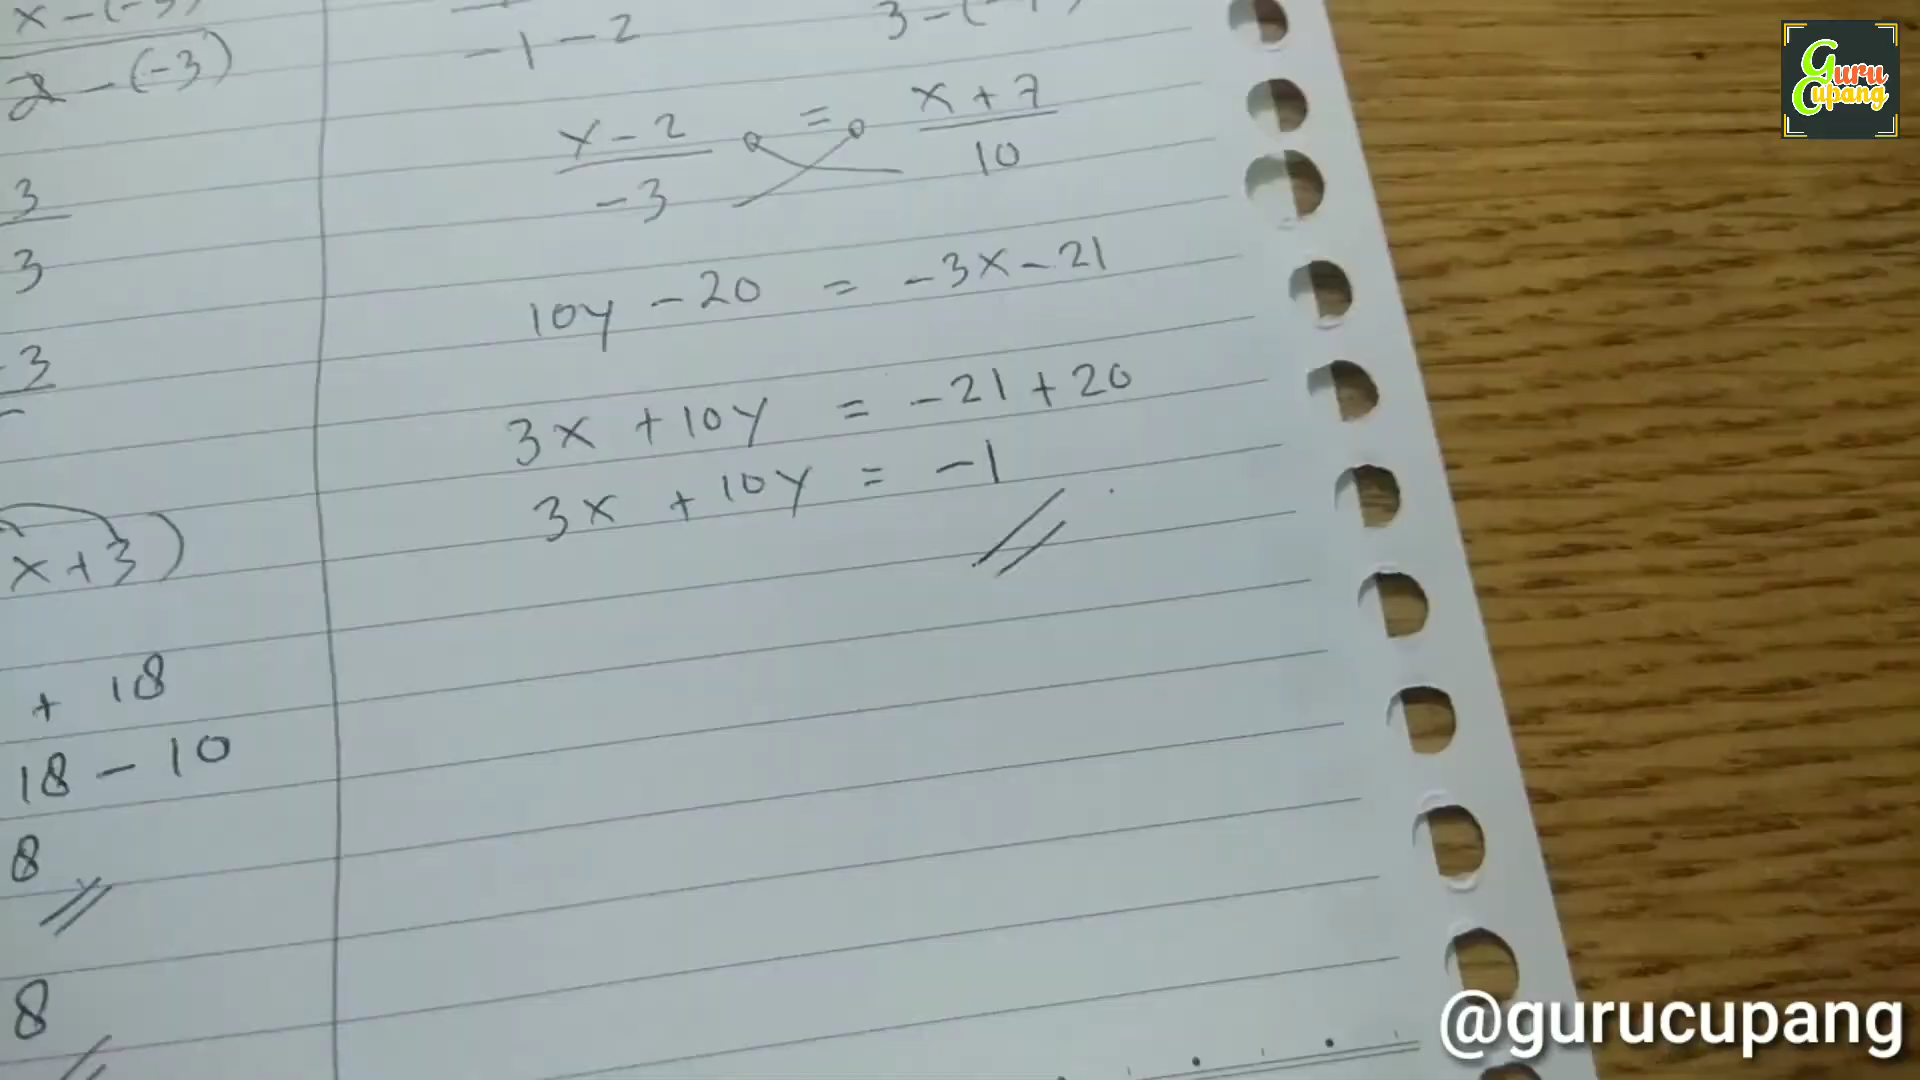 x-(-3)
2-(-3)
3
3
3
x+3)
+ 18
18 - 10
8
8
-1-2
3-(-7)
y-2 = x+7
-3 10
10y - 20 = -3x - 21
3x + 10y = -21 + 20
3x + 10y = -1
Guru
Cupang
@gurucupang